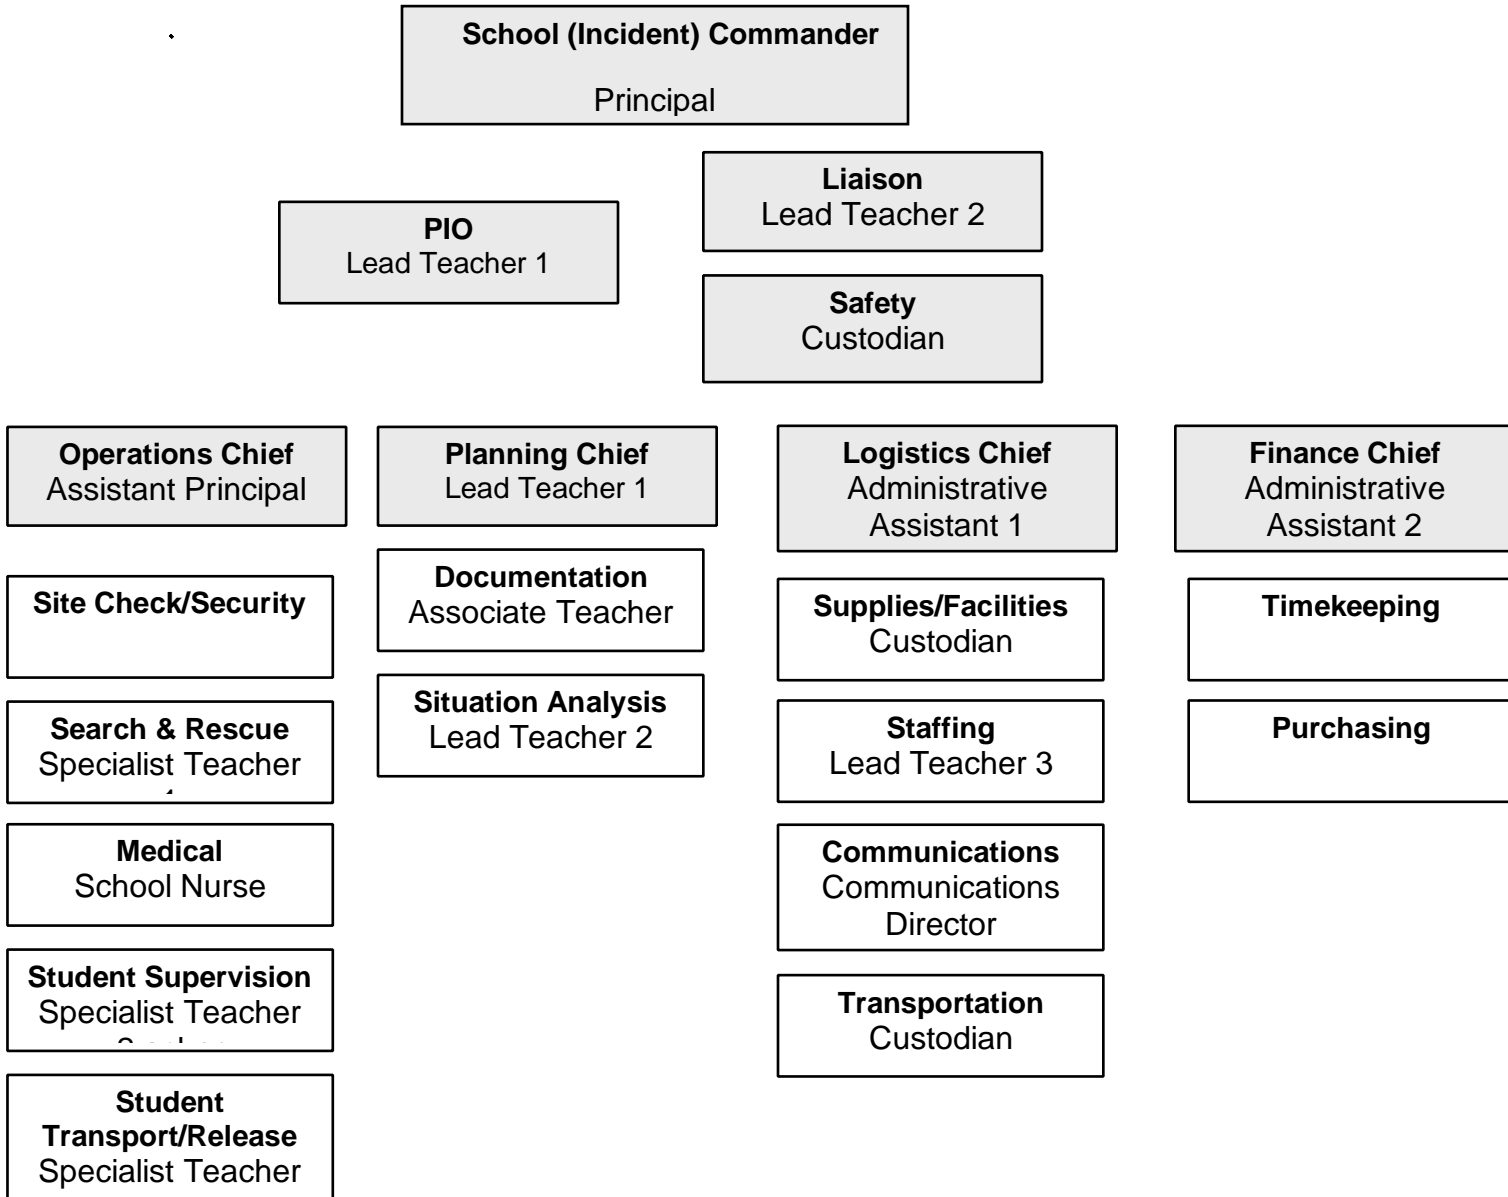 School (Incident) Commander
Principal
Liaison
Lead Teacher 2
PIO
Lead Teacher 1
Safety
Custodian
Operations Chief
Assistant Principal
Site Check/Security
Search & Rescue
Specialist Teacher
Medical
School Nurse
Student Supervision
Specialist Teacher
Student
Transport/Release
Specialist Teacher
Planning Chief
Lead Teacher 1
Documentation
Associate Teacher
Situation Analysis
Lead Teacher 2
Logistics Chief
Administrative
Assistant 1
Supplies/Facilities
Custodian
Staffing
Lead Teacher 3
Communications
Communications
Director
Transportation
Custodian
Finance Chief
Administrative
Assistant 2
Timekeeping
Purchasing